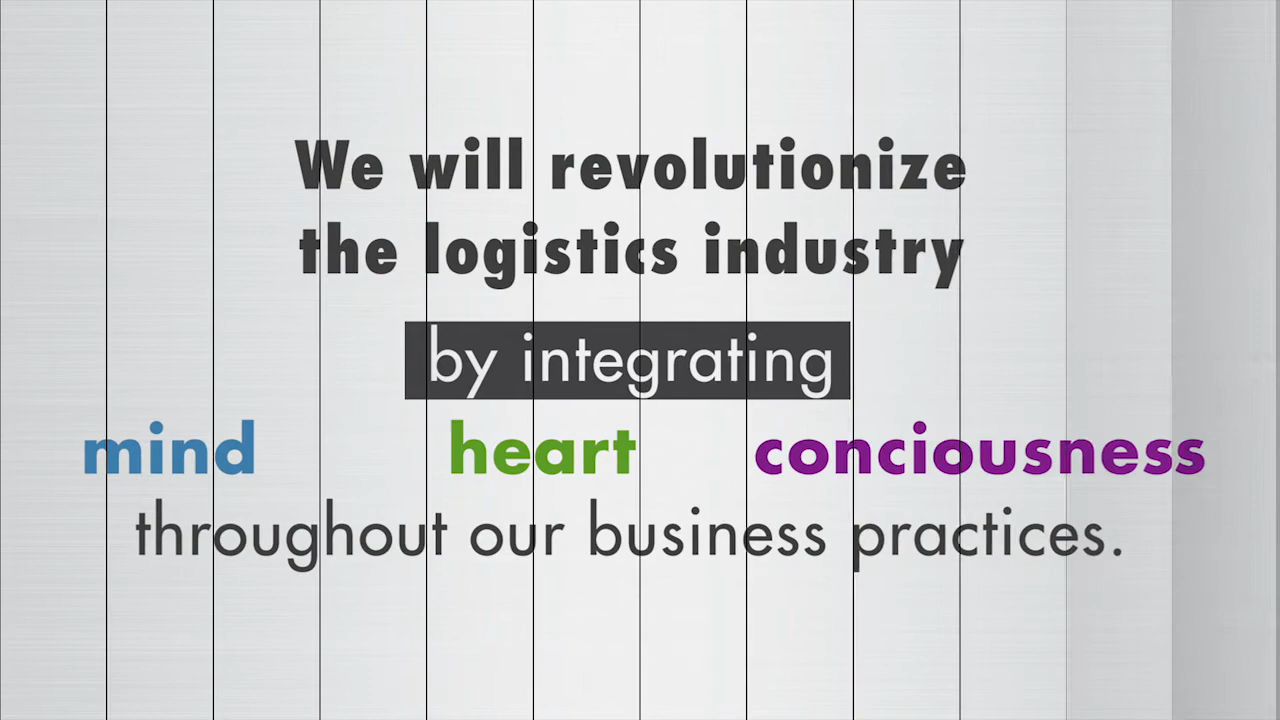 We will revolutionize
the logistics industry
by integrating
mind heart conciousness
throughout our business practices.